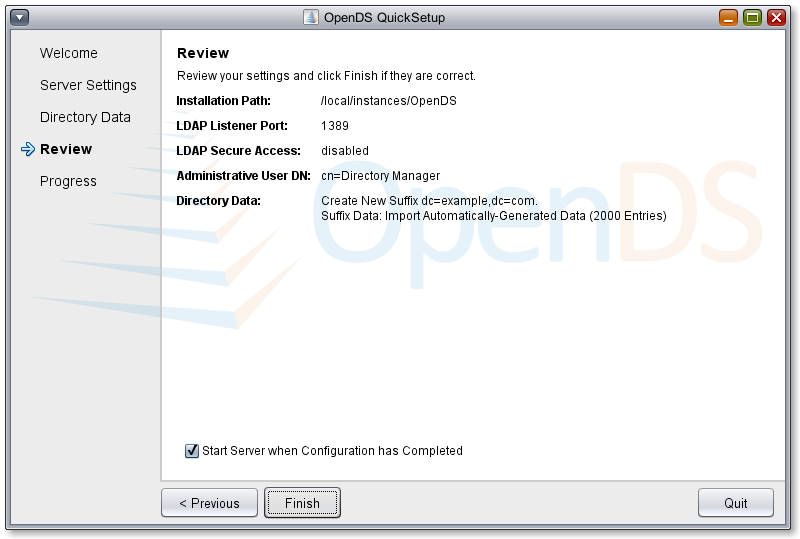 OpenDS QuickSetup
Welcome
Server Settings
Directory Data
Review
Progress
Review
Review your settings and click Finish if they are correct.
Installation Path: /local/instances/OpenDS
LDAP Listener Port: 1389
LDAP Secure Access: disabled
Administrative User DN: cn=Directory Manager
Directory Data: Create New Suffix dc=example,dc=com.
Suffix Data: Import Automatically-Generated Data (2000 Entries)
OpenDS
Start Server when Configuration has Completed
< Previous Finish Quit